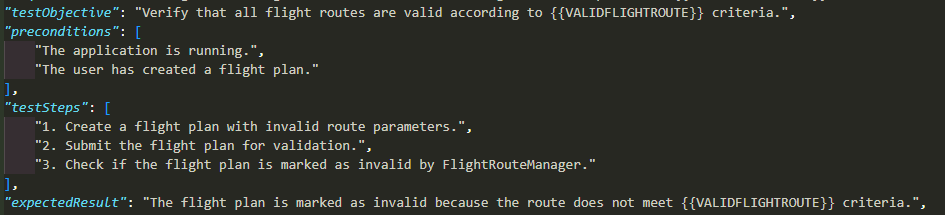 "testObjective": "Verify that all flight routes are valid according to {{VALIDFLIGHTROUTE}} criteria.",
"preconditions": [
"The application is running.",
"The user has created a flight plan."
],
"testSteps": [
"1. Create a flight plan with invalid route parameters.",
"2. Submit the flight plan for validation.",
"3. Check if the flight plan is marked as invalid by FlightRouteManager."
],
"expectedResult": "The flight plan is marked as invalid because the route does not meet {{VALIDFLIGHTROUTE}} criteria.",